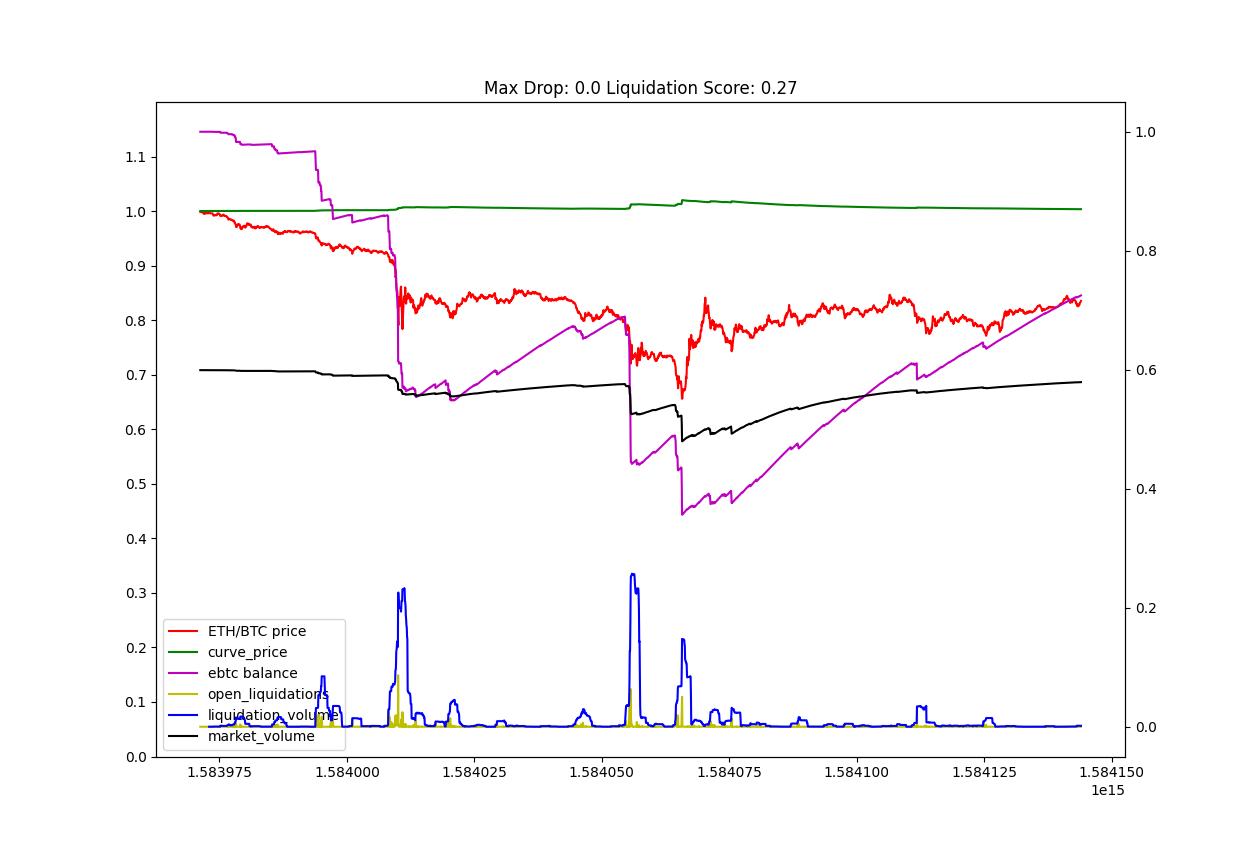 Max Drop: 0.0 Liquidation Score: 0.27
1.1
1.0
0.9
0.8
0.7
0.6
0.5
0.4
0.3
0.2
0.1
0.0
1.0
0.8
0.6
0.4
0.2
0.0
ETH/BTC price
curve_price
ebtc balance
open_liquidations
liquidation_volume
market_volume
1.583975 1.584000 1.584025 1.584050 1.584075 1.584100 1.584125 1.584150
1e15